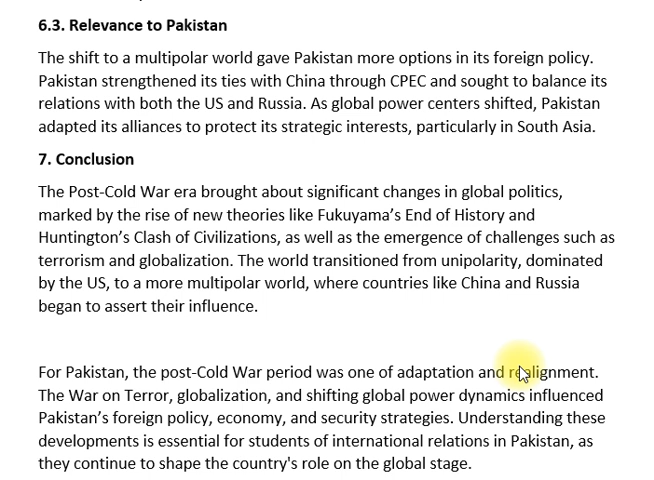 6.3. Relevance to Pakistan
The shift to a multipolar world gave Pakistan more options in its foreign policy.
Pakistan strengthened its ties with China through CPEC and sought to balance its
relations with both the US and Russia. As global power centers shifted, Pakistan
adapted its alliances to protect its strategic interests, particularly in South Asia.
7. Conclusion
The Post-Cold War era brought about significant changes in global politics,
marked by the rise of new theories like Fukuyama’s End of History and
Huntington’s Clash of Civilizations, as well as the emergence of challenges such as
terrorism and globalization. The world transitioned from unipolarity, dominated
by the US, to a more multipolar world, where countries like China and Russia
began to assert their influence.
For Pakistan, the post-Cold War period was one of adaptation and realignment.
The War on Terror, globalization, and shifting global power dynamics influenced
Pakistan’s foreign policy, economy, and security strategies. Understanding these
developments is essential for students of international relations in Pakistan, as
they continue to shape the country's role on the global stage.